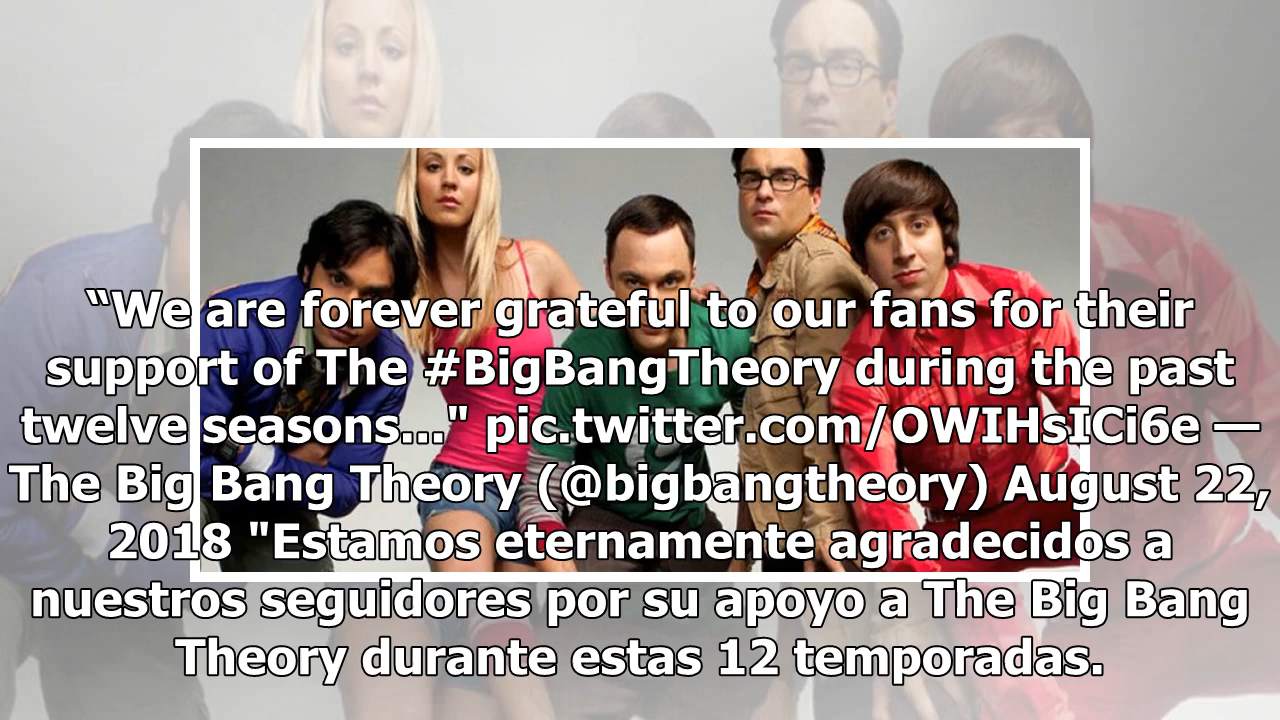 “We are forever grateful to our fans for their
support of The #BigBangTheory during the past
twelve seasons..." pic.twitter.com/OWIHsICi6e —
The Big Bang Theory (@bigbangtheory) August 22,
2018 "Estamos eternamente agradecidos a
nuestros seguidores por su apoyo a The Big Bang
Theory durante estas 12 temporadas.